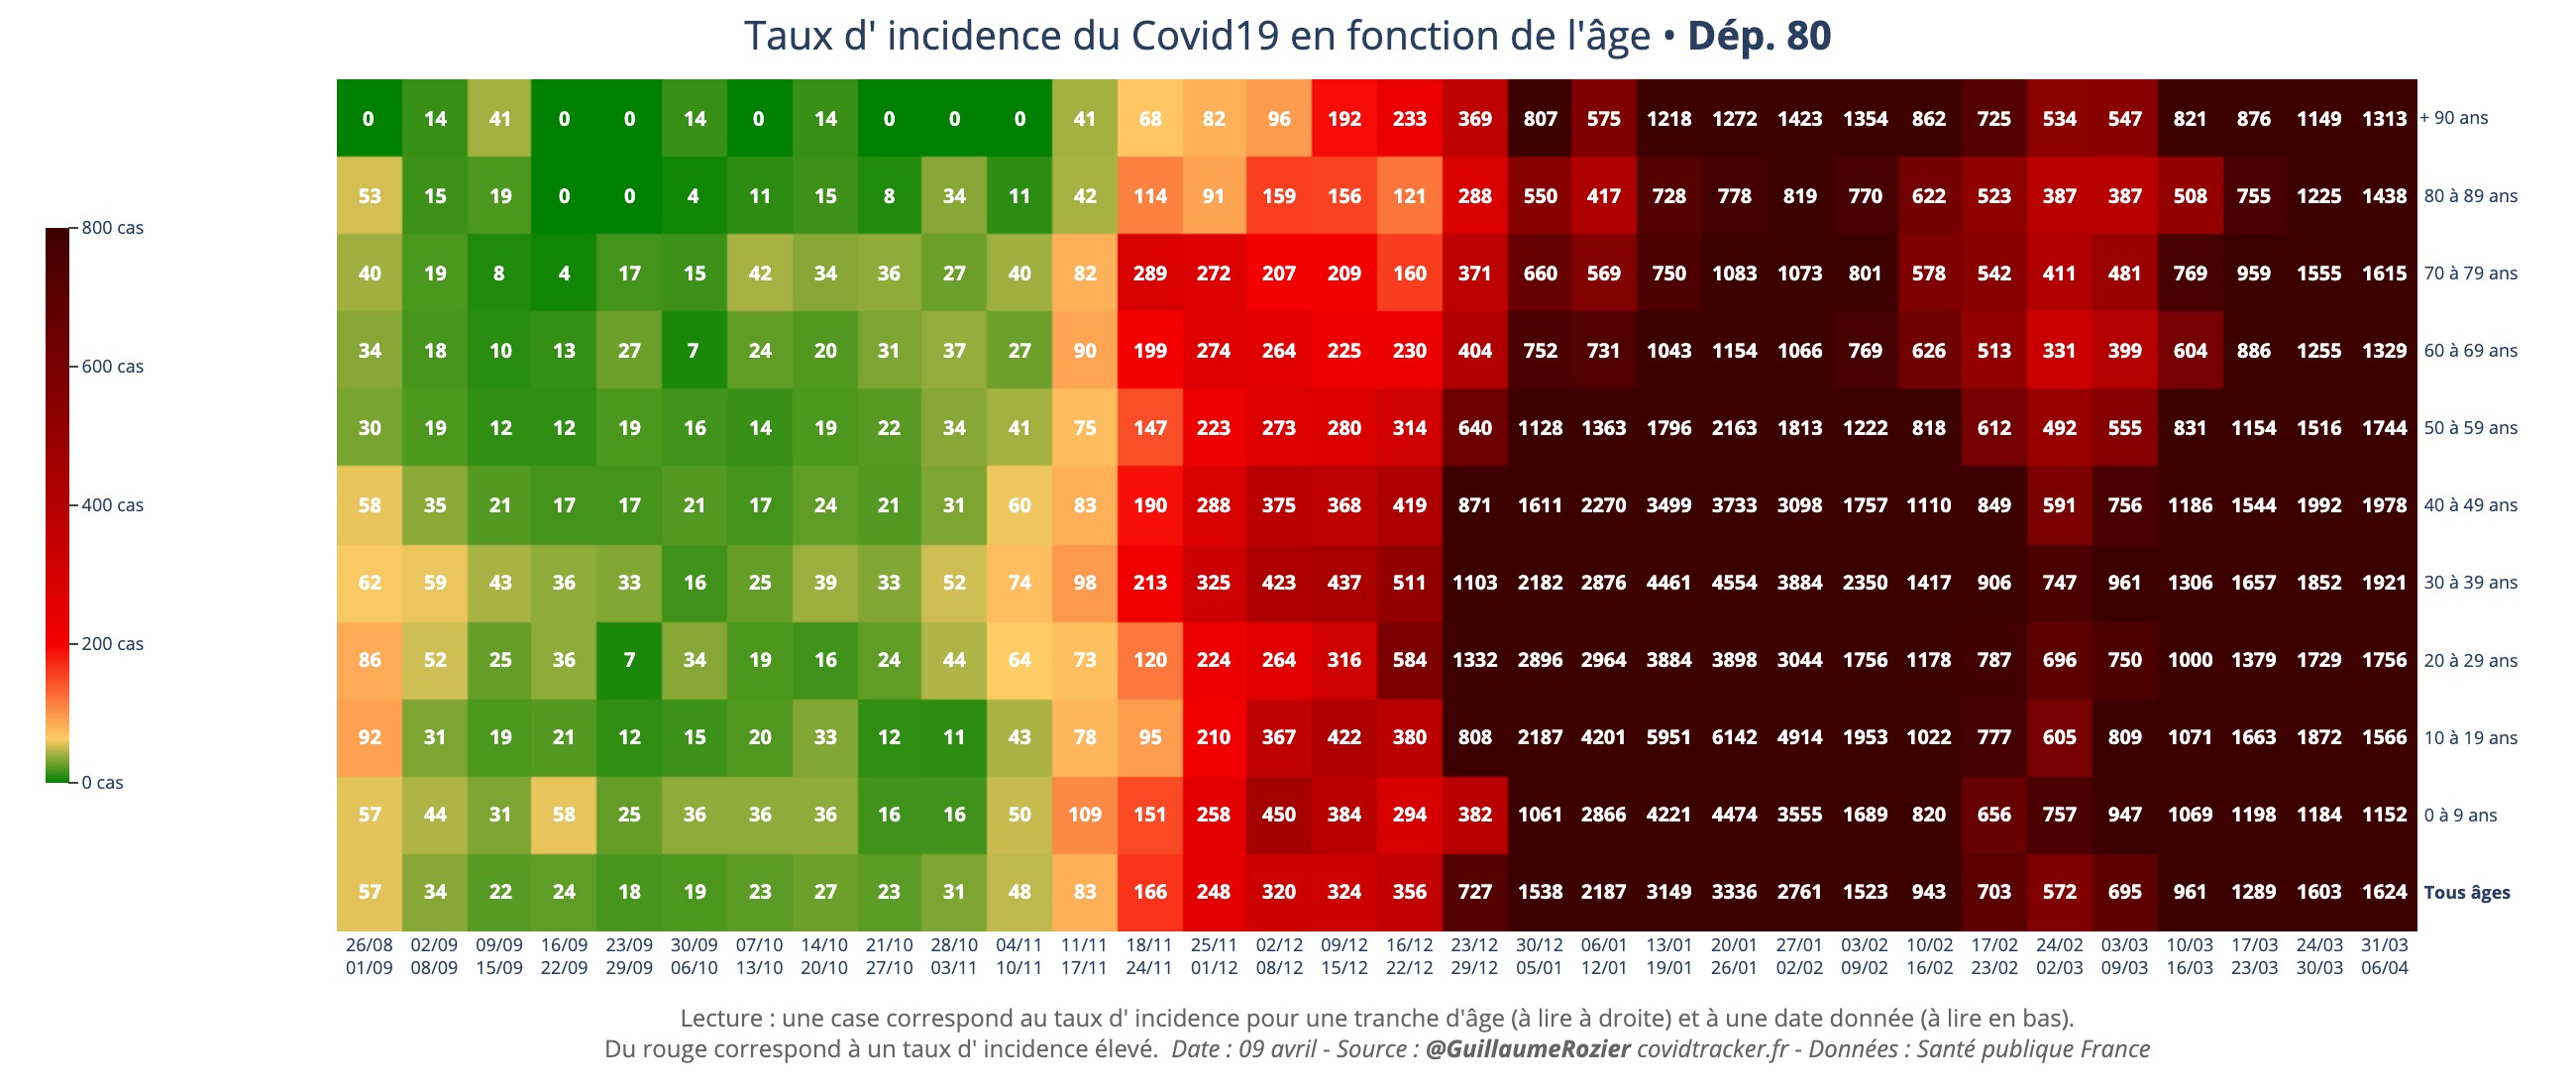 Taux d' incidence du Covid19 en fonction de l'âge • Dép. 80
0 14 41 0 0 14 0 14 0 0 0 41 68 82 96 192 233 369 807 575 1218 1272 1423 1354 862 725 534 547 821 876 1149 1313 + 90 ans
53 15 19 0 0 4 11 15 8 34 11 42 114 91 159 156 121 288 550 417 728 778 819 770 622 523 387 387 508 755 1225 1438 80 à 89 ans
800 cas
40 19 8 4 17 15 42 34 36 27 40 82 289 272 207 209 160 371 660 569 750 1083 1073 801 578 542 411 481 769 959 1555 1615 70 à 79 ans
34 18 10 13 27 7 24 20 31 37 27 90 199 274 264 225 230 404 752 731 1043 1154 1066 769 626 513 331 399 604 886 1255 1329 60 à 69 ans
600 cas
30 19 12 12 19 16 14 19 22 34 41 75 147 223 273 280 314 640 1128 1363 1796 2163 1813 1222 818 612 492 555 831 1154 1516 1744 50 à 59 ans
400 cas
58 35 21 17 17 21 17 24 21 31 60 83 190 288 375 368 419 871 1611 2270 3499 3733 3098 1757 1110 849 591 756 1186 1544 1992 1978 40 à 49 ans
62 59 43 36 33 16 25 39 33 52 74 98 213 325 423 437 511 1103 2182 2876 4461 4554 3884 2350 1417 906 747 961 1306 1657 1852 1921 30 à 39 ans
200 cas
86 52 25 36 7 34 19 16 24 44 64 73 120 224 264 316 584 1332 2896 2964 3884 3898 3044 1756 1178 787 696 750 1000 1379 1729 1756 20 à 29 ans
92 31 19 21 12 15 20 33 12 11 43 78 95 210 367 422 380 808 2187 4201 5951 6142 4914 1953 1022 777 605 809 1071 1663 1872 1566 10 à 19 ans
0 cas
57 44 31 58 25 36 36 36 16 16 50 109 151 258 450 384 294 382 1061 2866 4221 4474 3555 1689 820 656 757 947 1069 1198 1184 1152 0 à 9 ans
57 34 22 24 18 19 23 27 23 31 48 83 166 248 320 324 356 727 1538 2187 3149 3336 2761 1523 943 703 572 695 961 1289 1603 1624 Tous âges
26/08 02/09 09/09 16/09 23/09 30/09 07/10 14/10 21/10 28/10 04/11 11/11 18/11 25/11 02/12 09/12 16/12 23/12 30/12 06/01 13/01 20/01 27/01 03/02 10/02 17/02 24/02 03/03 10/03 17/03 24/03 31/03
01/09 08/09 15/09 22/09 29/09 06/10 13/10 20/10 27/10 03/11 10/11 17/11 24/11 01/12 08/12 15/12 22/12 29/12 05/01 12/01 19/01 26/01 02/02 09/02 16/02 23/02 02/03 09/03 16/03 23/03 30/03 06/04
Lecture : une case correspond au taux d' incidence pour une tranche d'âge (à lire à droite) et à une date donnée (à lire en bas).
Du rouge correspond à un taux d' incidence élevé. Date : 09 avril - Source : @GuillaumeRozier covidtracker.fr - Données : Santé publique France